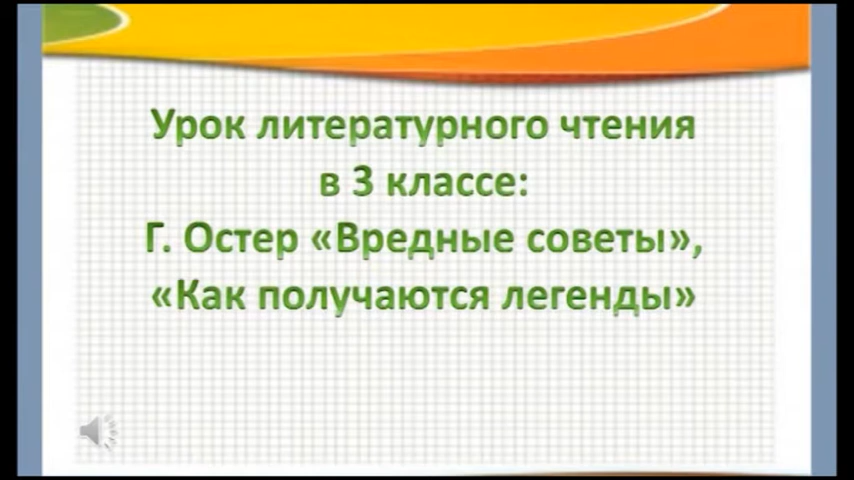 Урок литературного чтения
в 3 классе:
Г. Остер «Вредные советы»,
«Как получаются легенды»